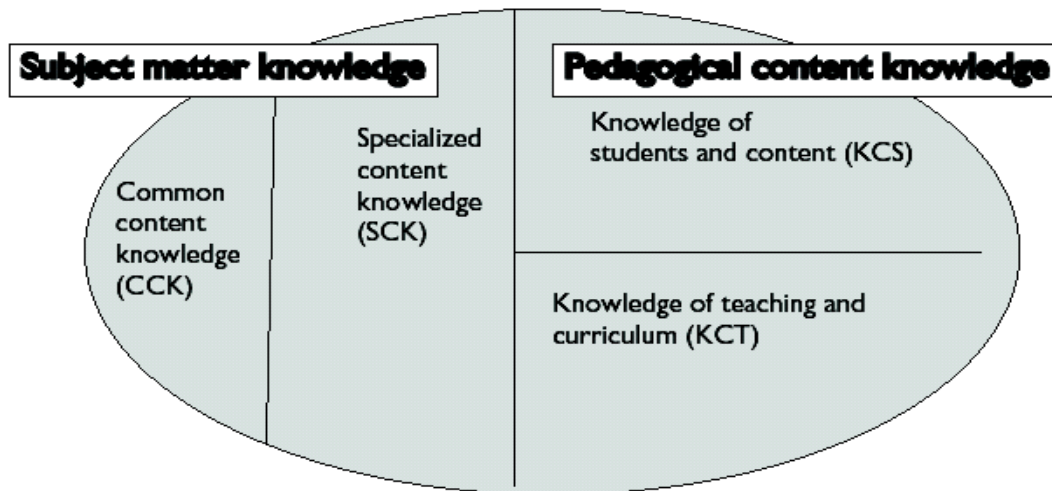 Subject matter knowledge
Pedagogical content knowledge
Common
content
knowledge
(CCK)
Specialized
content
knowledge
(SCK)
Knowledge of
students and content (KCS)
Knowledge of teaching and
curriculum (KCT)